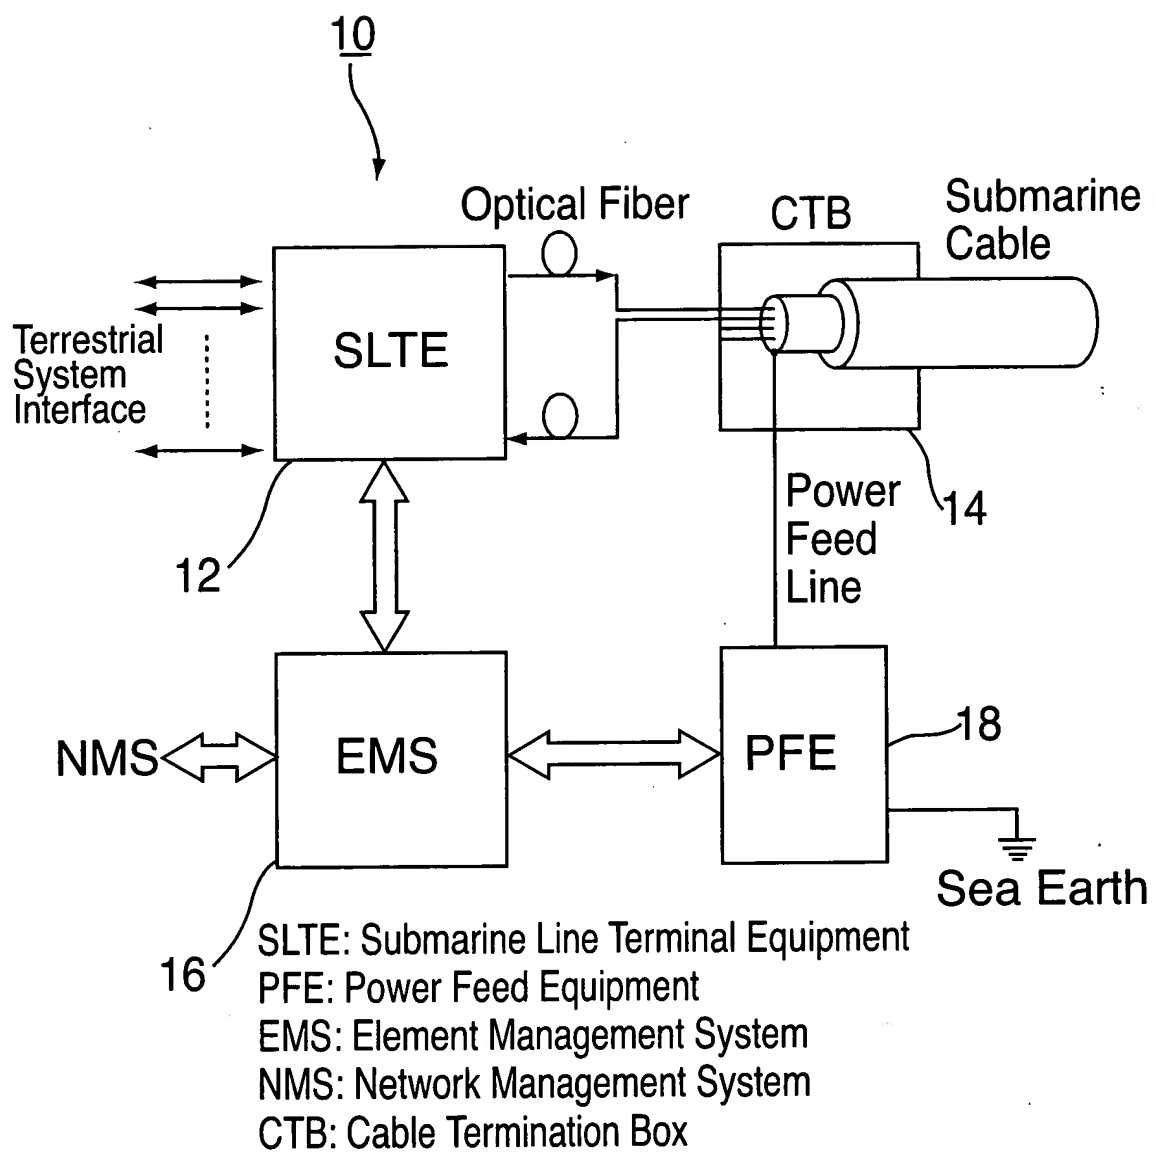 10
Optical Fiber
CTB
Submarine
Cable
Terrestrial
System
Interface
SLTE
12
14
Power
Feed
Line
NMS
EMS
PFE
18
Sea Earth
16
SLTE: Submarine Line Terminal Equipment
PFE: Power Feed Equipment
EMS: Element Management System
NMS: Network Management System
CTB: Cable Termination Box